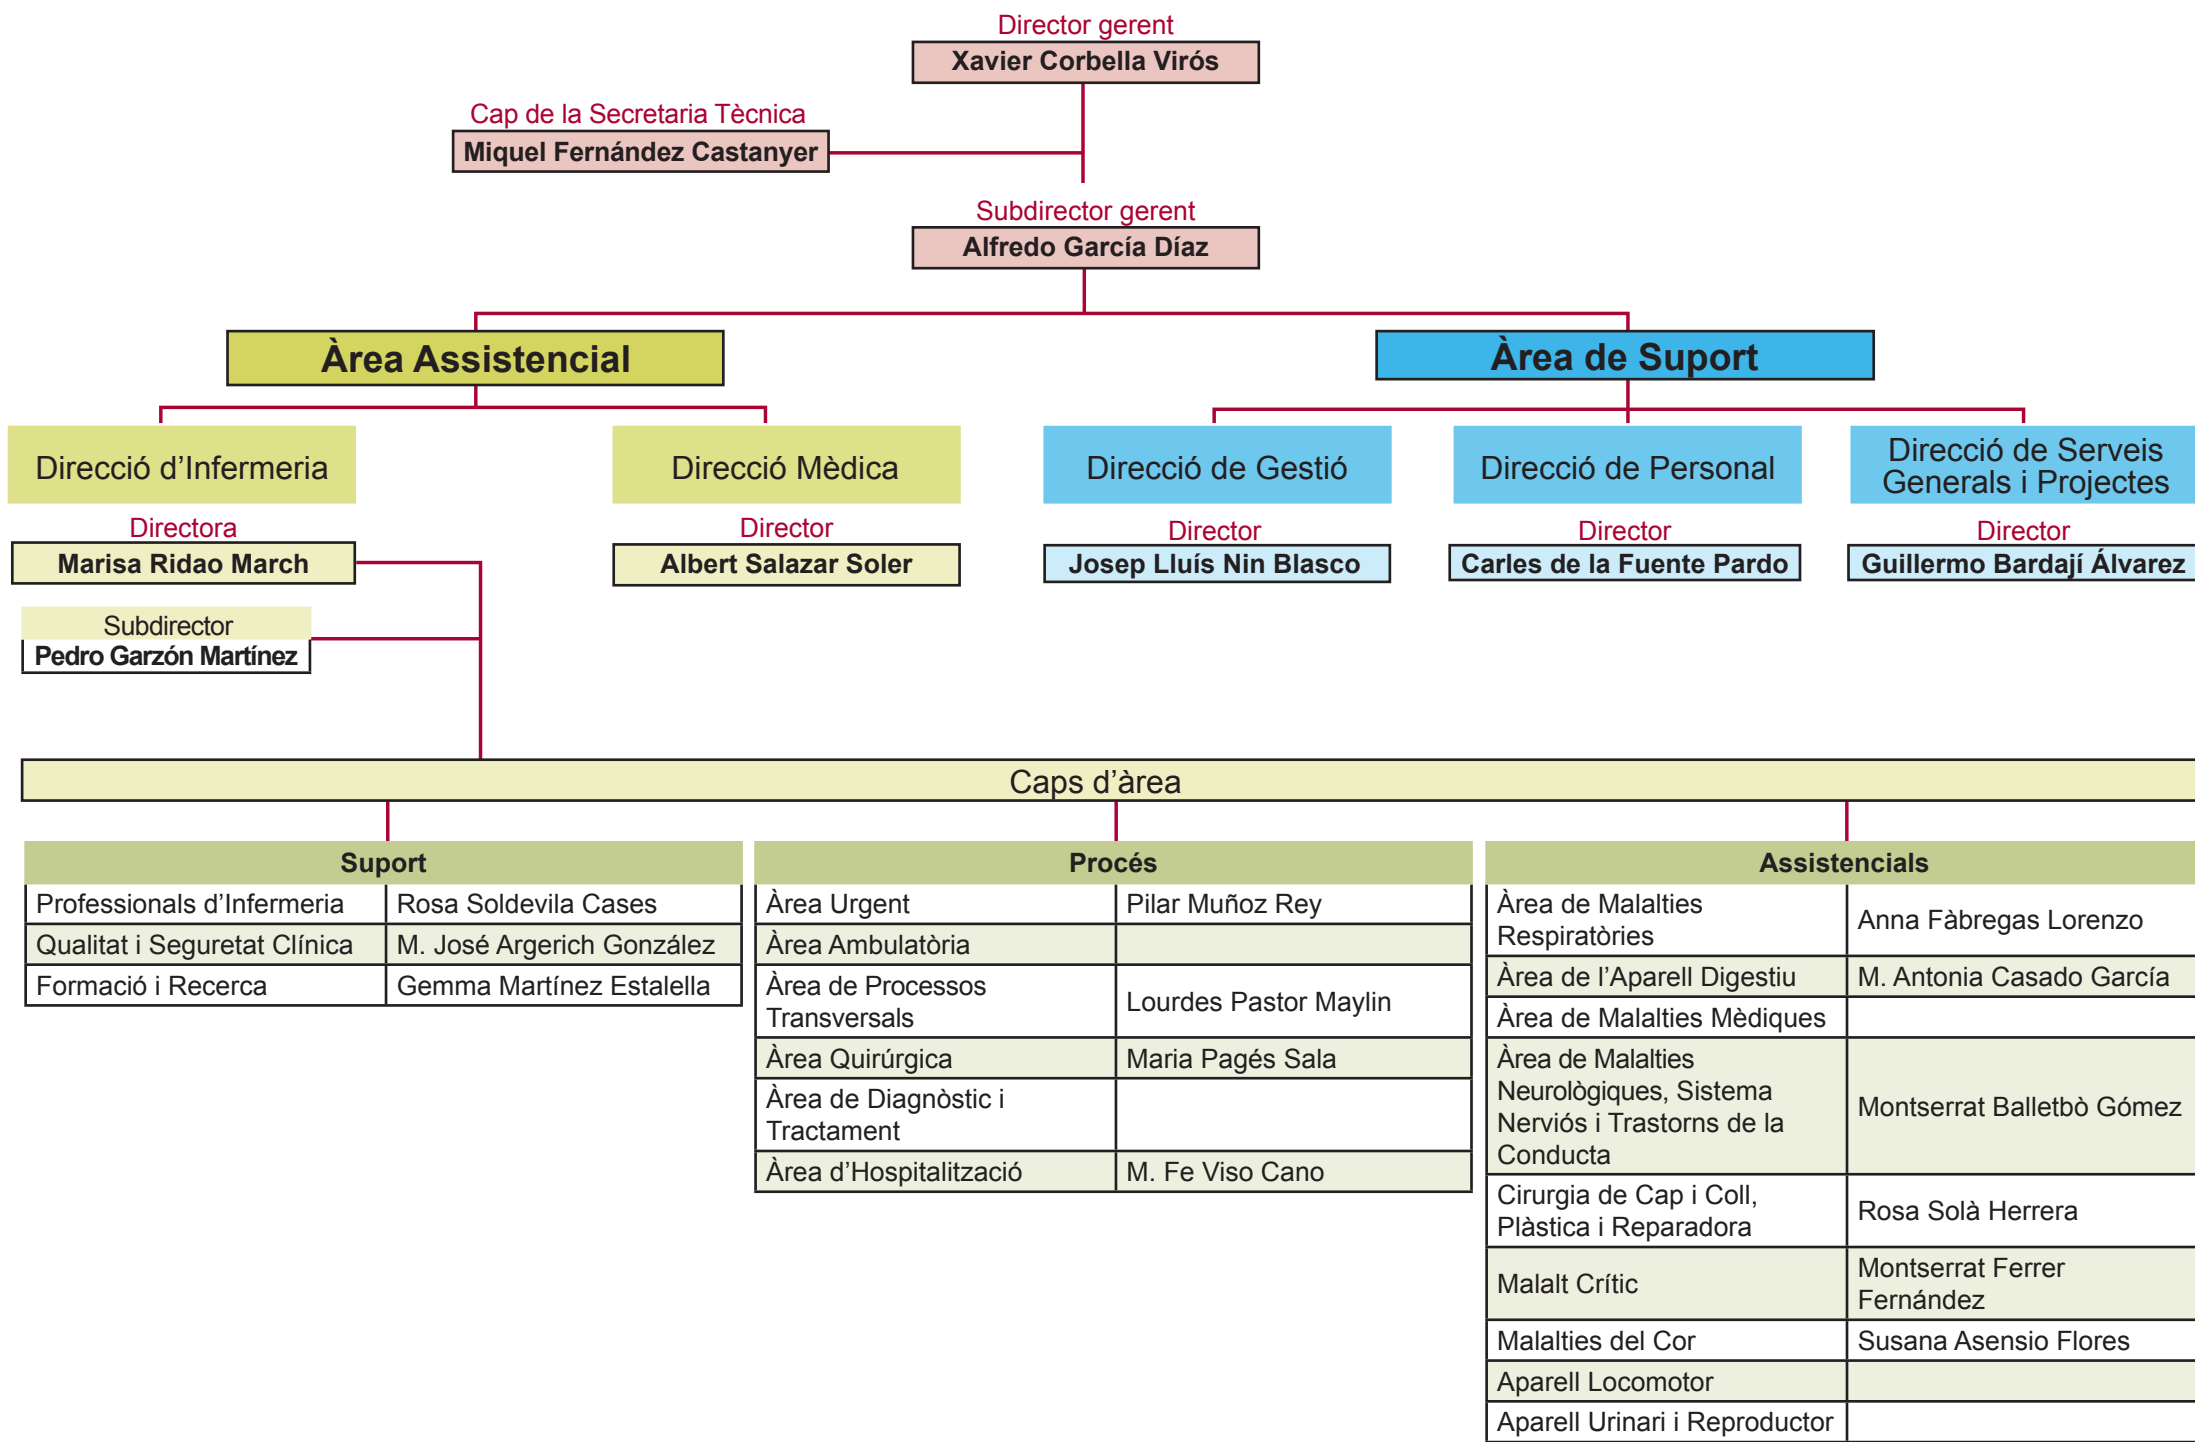 Director gerent
Xavier Corbella Virós
Cap de la Secretaria Tècnica
Miquel Fernández Castanyer
Subdirector gerent
Alfredo García Díaz
Àrea Assistencial
Àrea de Suport
Direcció d’Infermeria
Direcció Mèdica
Direcció de Gestió
Direcció de Personal
Direcció de Serveis
Generals i Projectes
Directora
Marisa Ridao March
Director
Albert Salazar Soler
Director
Josep Lluís Nin Blasco
Director
Carles de la Fuente Pardo
Director
Guillermo Bardají Álvarez
Subdirector
Pedro Garzón Martínez
Caps d’àrea
Suport
Professionals d’Infermeria
Rosa Soldevila Cases
Qualitat i Seguretat Clínica
M. José Argerich González
Formació i Recerca
Gemma Martínez Estalella
Procés
Àrea Urgent
Pilar Muñoz Rey
Àrea Ambulatòria
Àrea de Processos
Transversals
Lourdes Pastor Maylin
Àrea Quirúrgica
Maria Pagés Sala
Àrea de Diagnòstic i
Tractament
Àrea d’Hospitalització
M. Fe Viso Cano
Assistencials
Àrea de Malalties
Respiratòries
Anna Fàbregas Lorenzo
Àrea de l’Aparell Digestiu
M. Antonia Casado García
Àrea de Malalties Mèdiques
Àrea de Malalties
Neurològiques, Sistema
Nerviós i Trastorns de la
Conducta
Montserrat Balletbò Gómez
Cirurgia de Cap i Coll,
Plàstica i Reparadora
Rosa Solà Herrera
Malalt Crític
Montserrat Ferrer
Fernández
Malalties del Cor
Susana Asensio Flores
Aparell Locomotor
Aparell Urinari i Reproductor